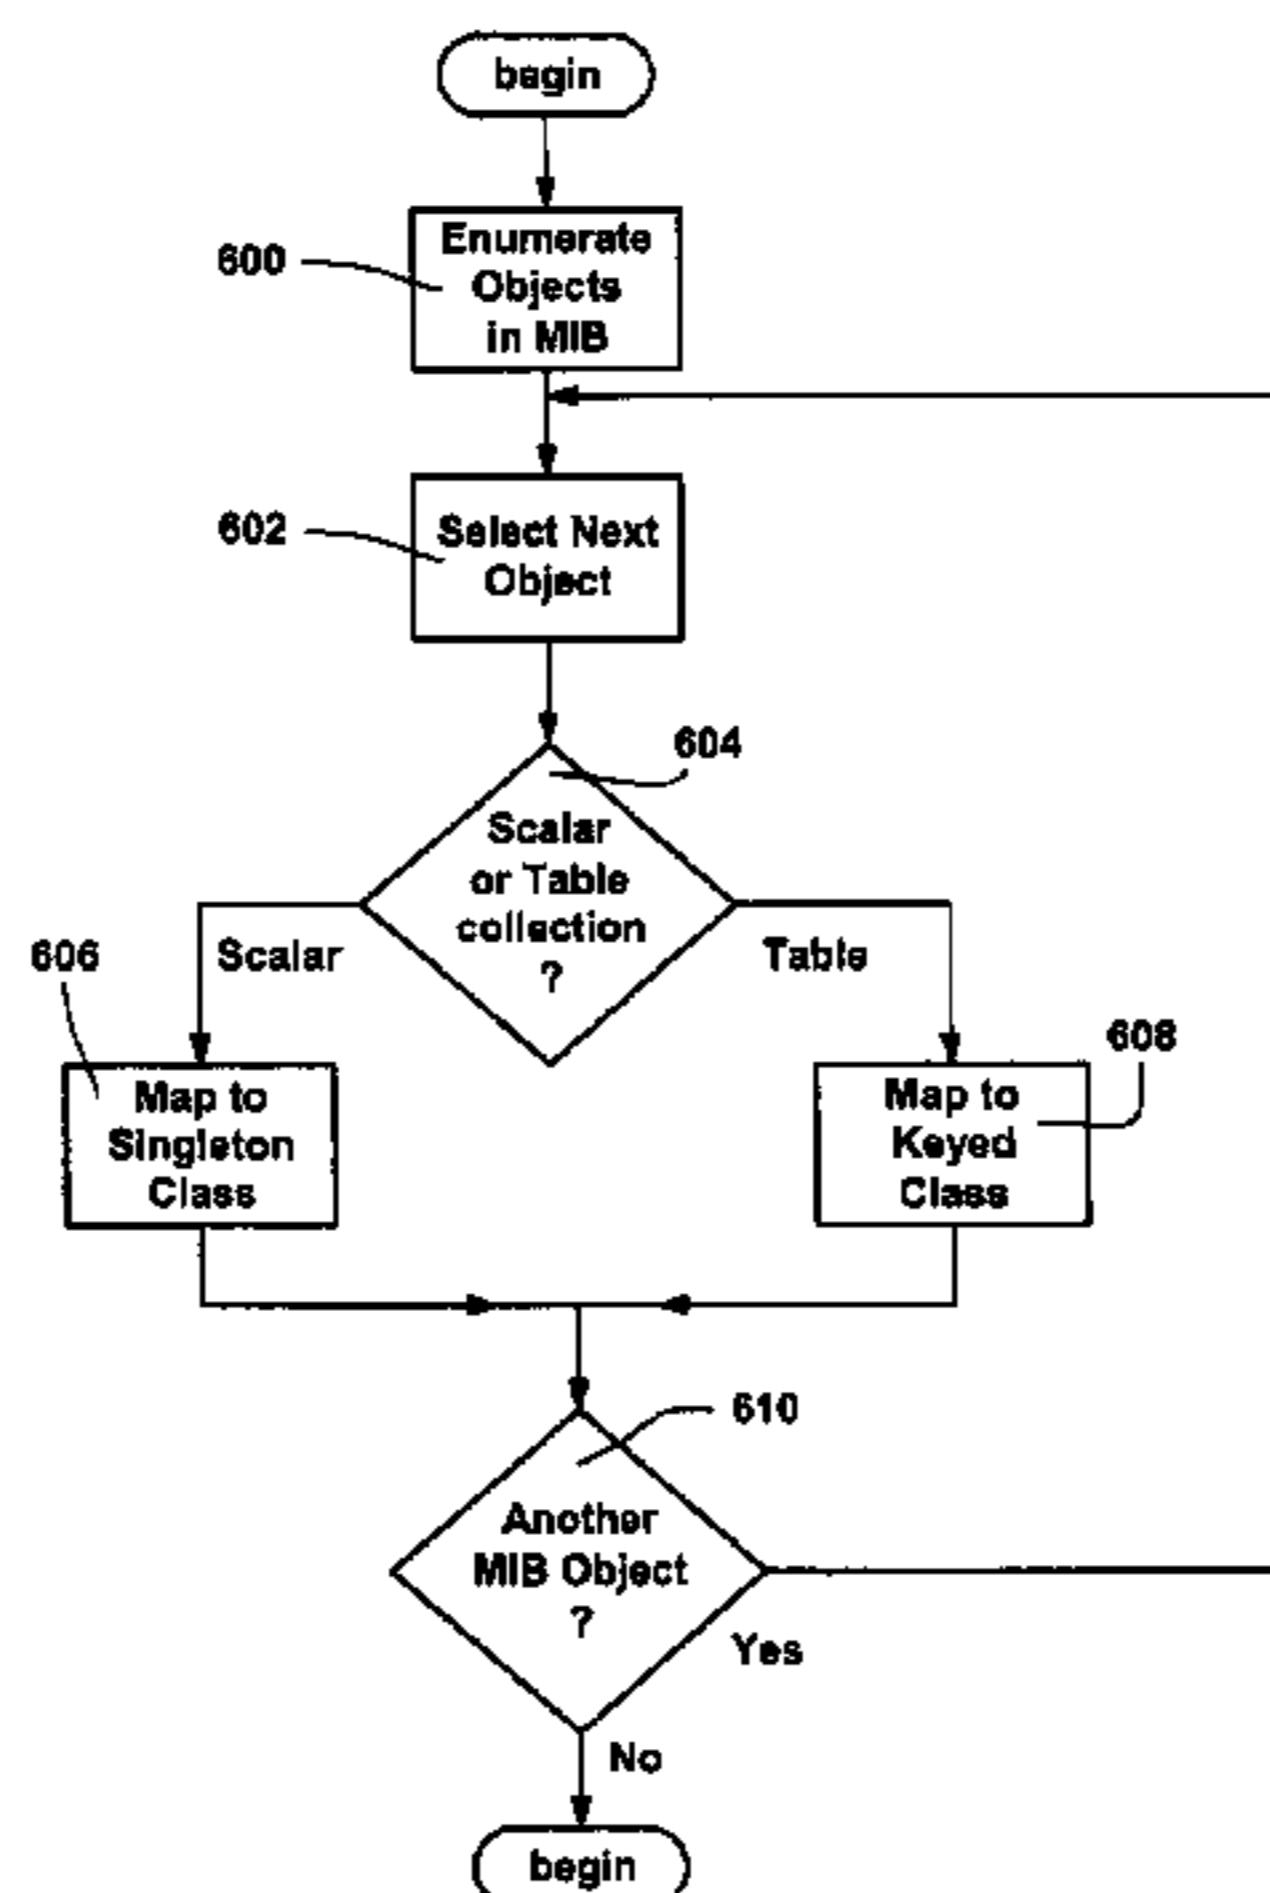 begin
600
Enumerate
Objects
in MIB
602
Select Next
Object
604
Scalar
or Table
collection
?
606
Scalar
Table
608
Map to
Singleton
Class
Map to
Keyed
Class
610
Another
MIB Object
?
Yes
No
begin